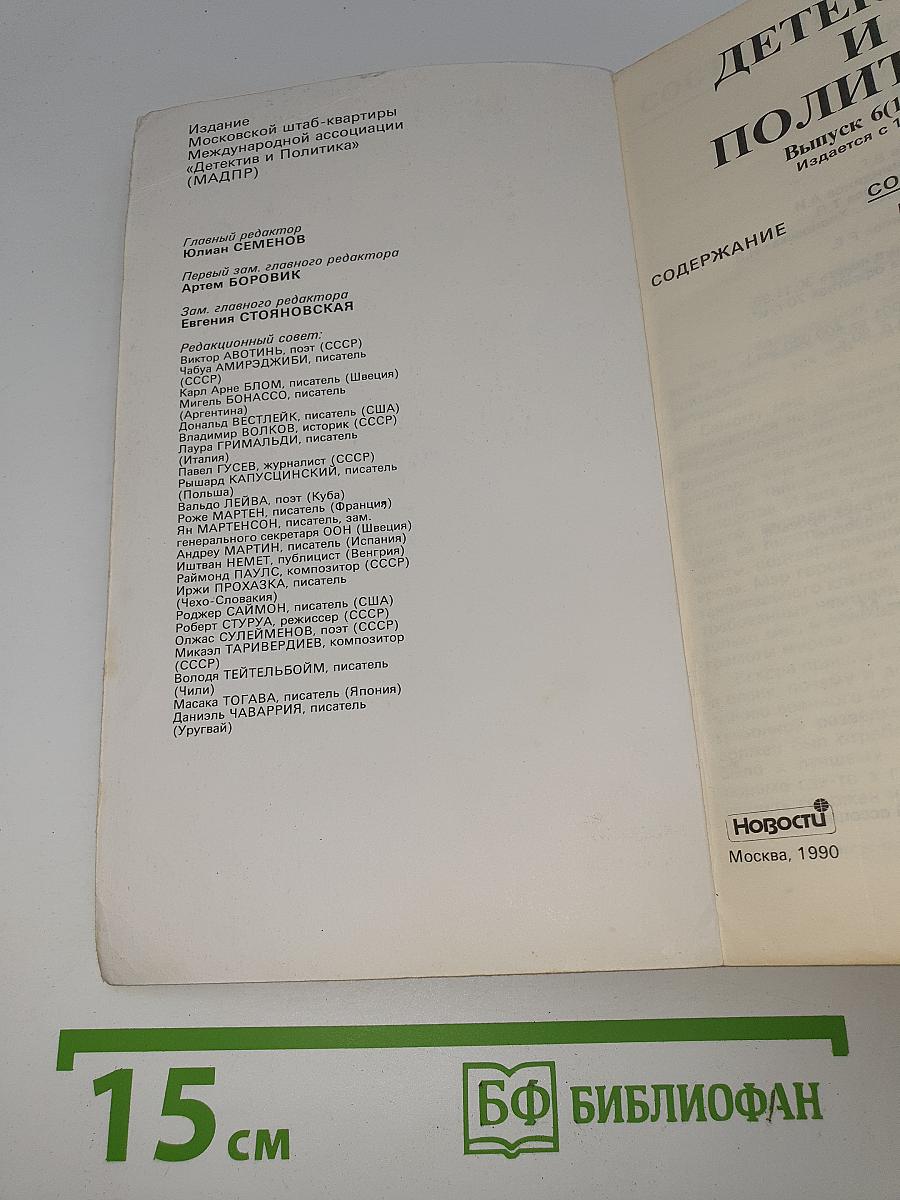 Издание
Московской штаб-квартиры
Международной ассоциации
«Детектив и Политика»
(МАДПР)
Главный редактор
Юлиан СЕМЕНОВ
Первый зам. главного редактора
Артем БОРОВИК
Зам. главного редактора
Евгения СТОЯНОВСКАЯ
Редакционный совет:
Виктор АВОТИНЬ, поэт (СССР)
Чабуа АМИРЭДЖИБИ, писатель
(СССР)
Карл Арне БЛОМ, писатель (Швеция)
Мигель БОНАССО, писатель
(Аргентина)
Дональд ВЕСТЛЕЙК, писатель (США)
Владимир ВОЛКОВ, историк (СССР)
Лаура ГРИМАЛЬДИ, писатель
(Италия)
Павел ГУСЕВ, журналист (СССР)
Рышард КАПУСЦИНСКИЙ, писатель
(Польша)
Вальдо ЛЕЙВА, поэт (Куба)
Роже МАРТЕН, писатель (Франция)
Ян МАРТЕНСОН, писатель, зам.
генерального секретаря ООН (Швеция)
Андреу МАРТИН, писатель (Испания)
Иштван НЕМЕТ, публицист (Венгрия)
Раймонд ПАУЛС, композитор (СССР)
Иржи ПРОХАЗКА, писатель
(Чехо-Словакия)
Роджер САЙМОН, писатель (США)
Роберт СТУРУА, режиссер (СССР)
Олжас СУЛЕЙМЕНОВ, поэт (СССР)
Микаэл ТАРИВЕРДИЕВ, композитор
(СССР)
Володя ТЕЙТЕЛЬБОЙМ, писатель
(Чили)
Масака ТОГАВА, писатель (Япония)
Даниэль ЧАВАРРИЯ, писатель
(Уругвай)
ДЕТЕК
И
ПОЛИТ
Выпуск 6(1
Издается с 1
СО
СОДЕРЖАНИЕ
Новости
Москва, 1990
15 см
БФ БИБЛИОФАН